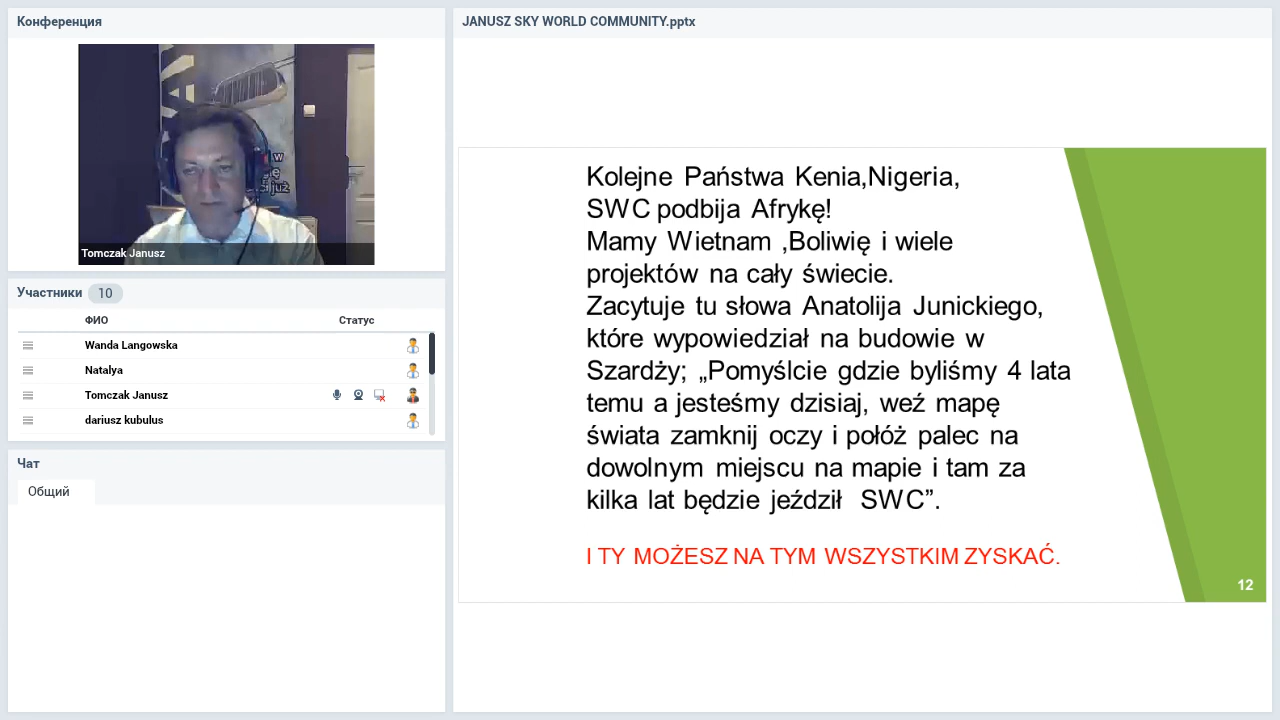 Конференция
w
już
Tomczak Janusz
Участники 10
ФИО Статус
Wanda Langowska
Natalya
Tomczak Janusz
dariusz kubulus
Чат
Общий
JANUSZ SKY WORLD COMMUNITY.pptx
Kolejne Państwa Kenia,Nigeria,
SWC podbija Afrykę!
Mamy Wietnam ,Boliwię i wiele
projektów na cały świecie.
Zacytuje tu słowa Anatolija Junickiego,
które wypowiedział na budowie w
Szardży; „Pomyślcie gdzie byliśmy 4 lata
temu a jesteśmy dzisiaj, weź mapę
świata zamknij oczy i połóż palec na
dowolnym miejscu na mapie i tam za
kilka lat będzie jeździł SWC”.
I TY MOŻESZ NA TYM WSZYSTKIM ZYSKAĆ.
12